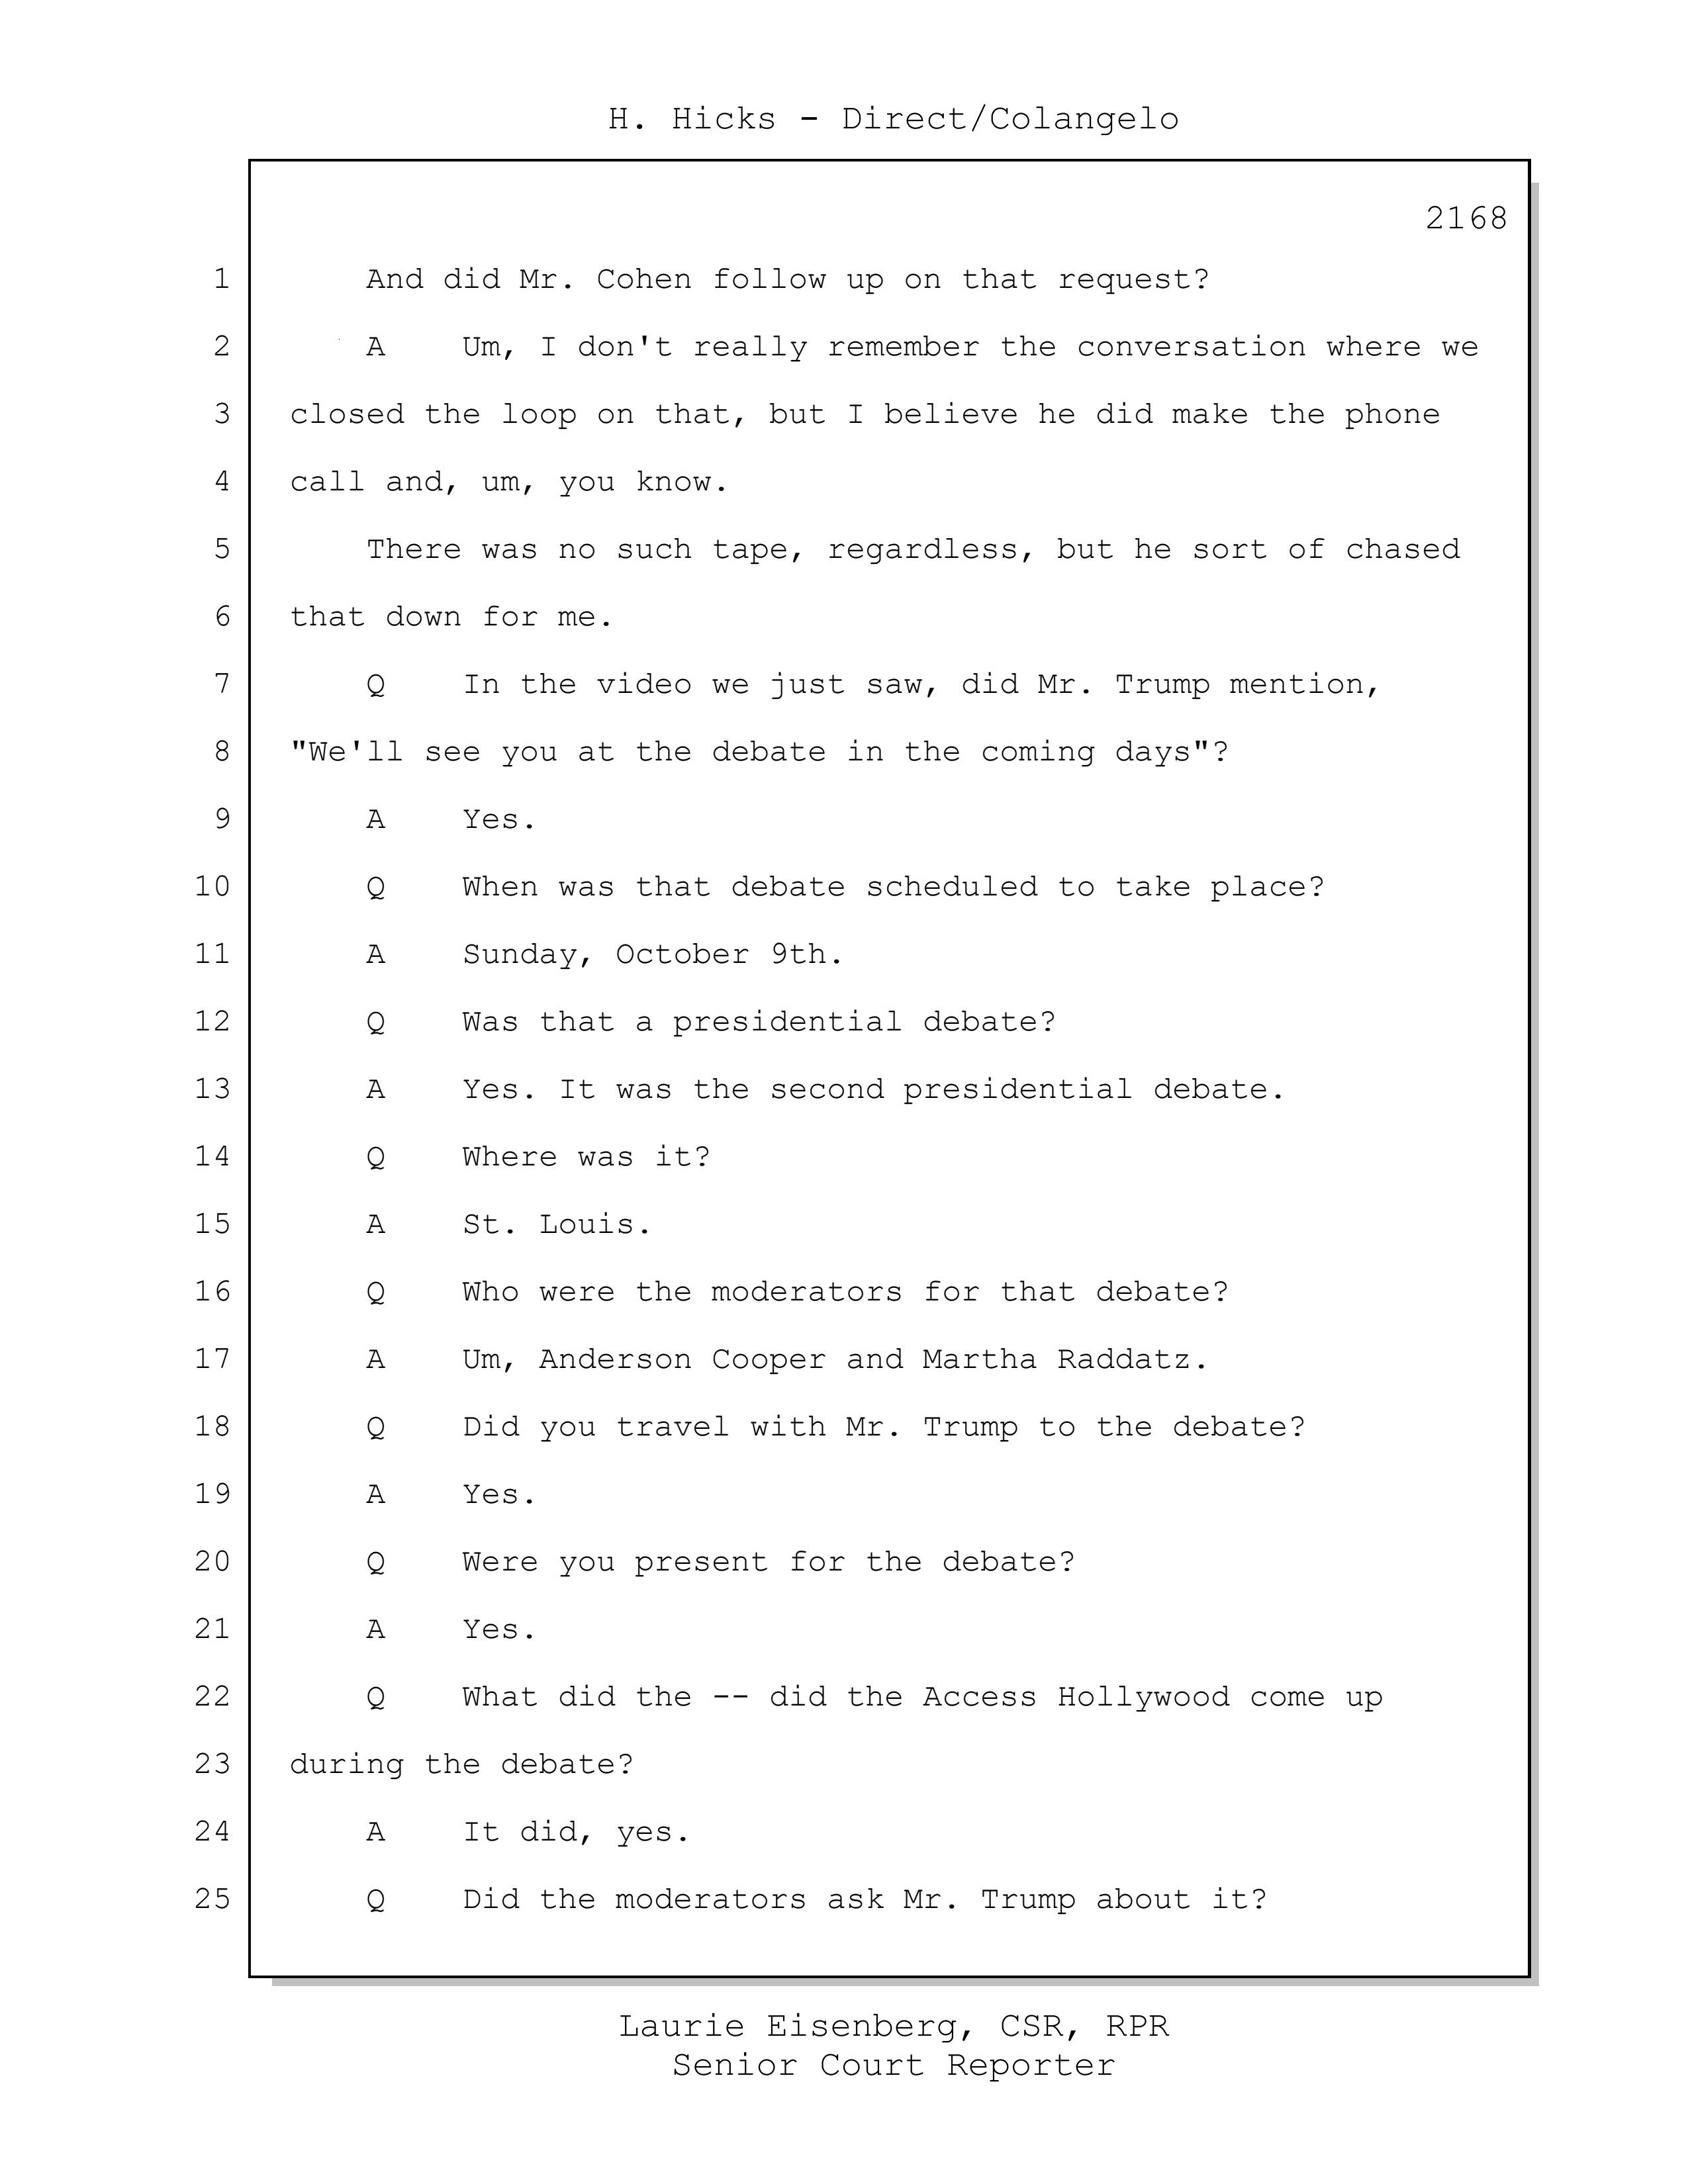 H. Hicks - Direct/Colangelo
2168
1 And did Mr. Cohen follow up on that request?
2 A Um, I don't really remember the conversation where we
3 closed the loop on that, but I believe he did make the phone
4 call and, um, you know.
5 There was no such tape, regardless, but he sort of chased
6 that down for me.
7 Q In the video we just saw, did Mr. Trump mention,
8 "We'll see you at the debate in the coming days"?
9 A Yes.
10 Q When was that debate scheduled to take place?
11 A Sunday, October 9th.
12 Q Was that a presidential debate?
13 A Yes. It was the second presidential debate.
14 Q Where was it?
15 A St. Louis.
16 Q Who were the moderators for that debate?
17 A Um, Anderson Cooper and Martha Raddatz.
18 Q Did you travel with Mr. Trump to the debate?
19 A Yes.
20 Q Were you present for the debate?
21 A Yes.
22 Q What did the -- did the Access Hollywood come up
23 during the debate?
24 A It did, yes.
25 Q Did the moderators ask Mr. Trump about it?
Laurie Eisenberg, CSR, RPR
Senior Court Reporter